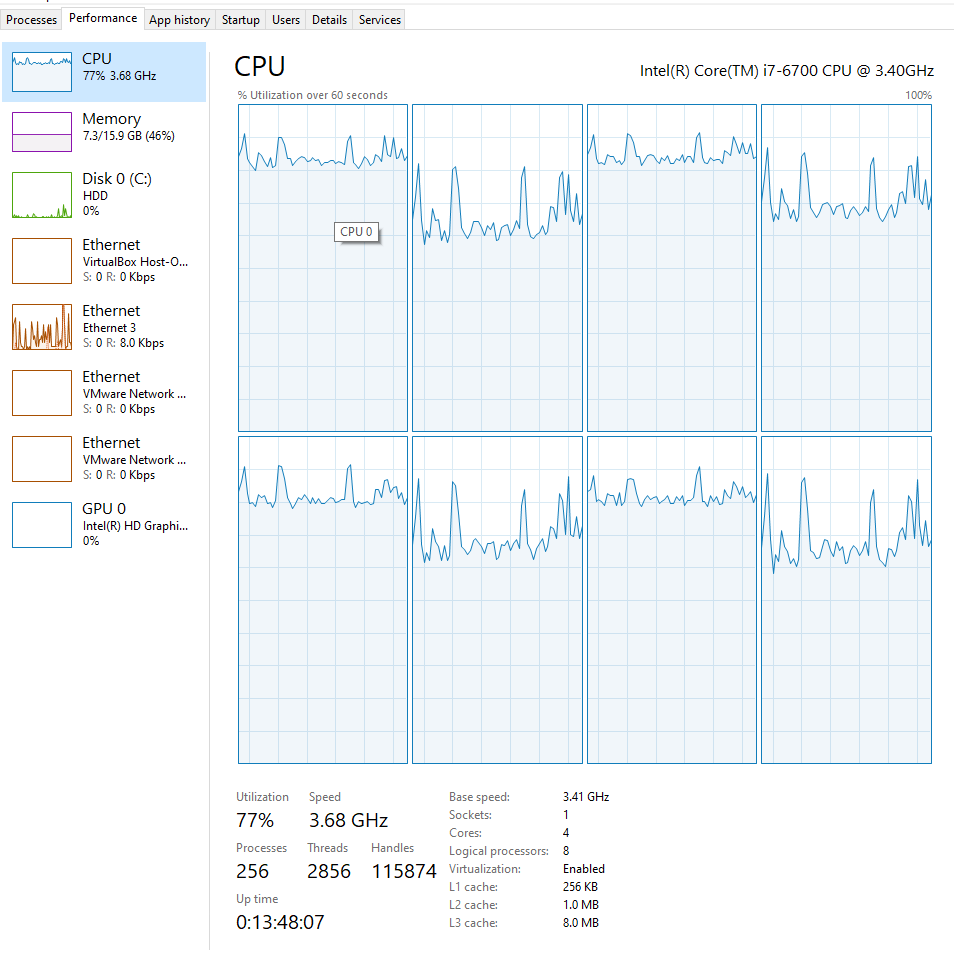 Processes Performance App history Startup Users Details Services
CPU
77% 3.68 GHz
Memory
7.3/15.9 GB (46%)
Disk 0 (C:)
HDD
0%
Ethernet
VirtualBox Host-O...
S: 0 R: 0 Kbps
Ethernet
Ethernet 3
S: 0 R: 8.0 Kbps
Ethernet
VMware Network ...
S: 0 R: 0 Kbps
Ethernet
VMware Network ...
S: 0 R: 0 Kbps
GPU 0
Intel(R) HD Graphi...
0%
CPU Intel(R) Core(TM) i7-6700 CPU @ 3.40GHz
% Utilization over 60 seconds 100%
CPU 0
Utilization Speed
77% 3.68 GHz
Processes Threads Handles
256 2856 115874
Up time
0:13:48:07
Base speed: 3.41 GHz
Sockets: 1
Cores: 4
Logical processors: 8
Virtualization: Enabled
L1 cache: 256 KB
L2 cache: 1.0 MB
L3 cache: 8.0 MB